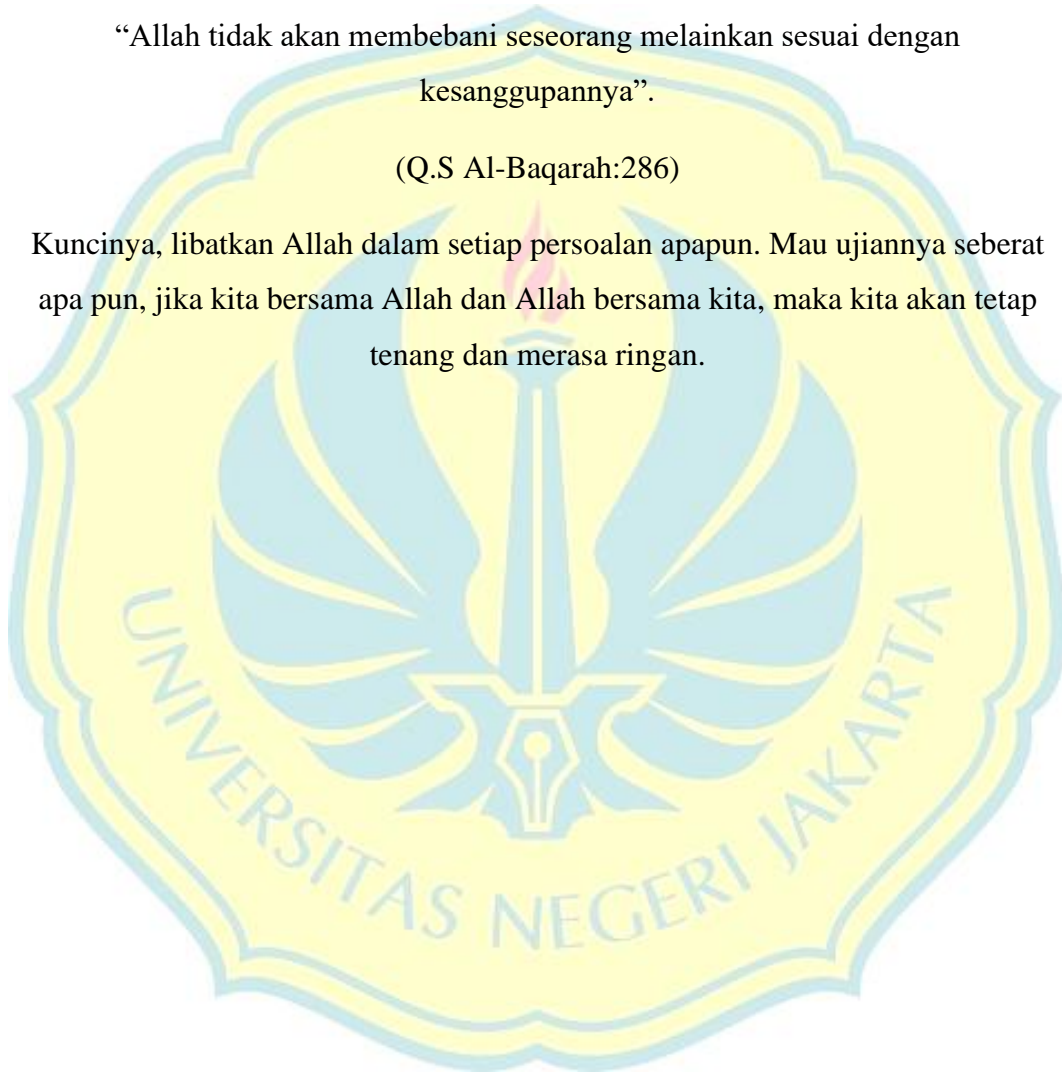 “Allah tidak akan membebani seseorang melainkan sesuai dengan
kesanggupannya”.
(Q.S Al-Baqarah:286)
Kuncinya, libatkan Allah dalam setiap persoalan apapun. Mau ujiannya seberat
apa pun, jika kita bersama Allah dan Allah bersama kita, maka kita akan tetap
tenang dan merasa ringan.
UNIVERSITAS NEGERI JAKARTA